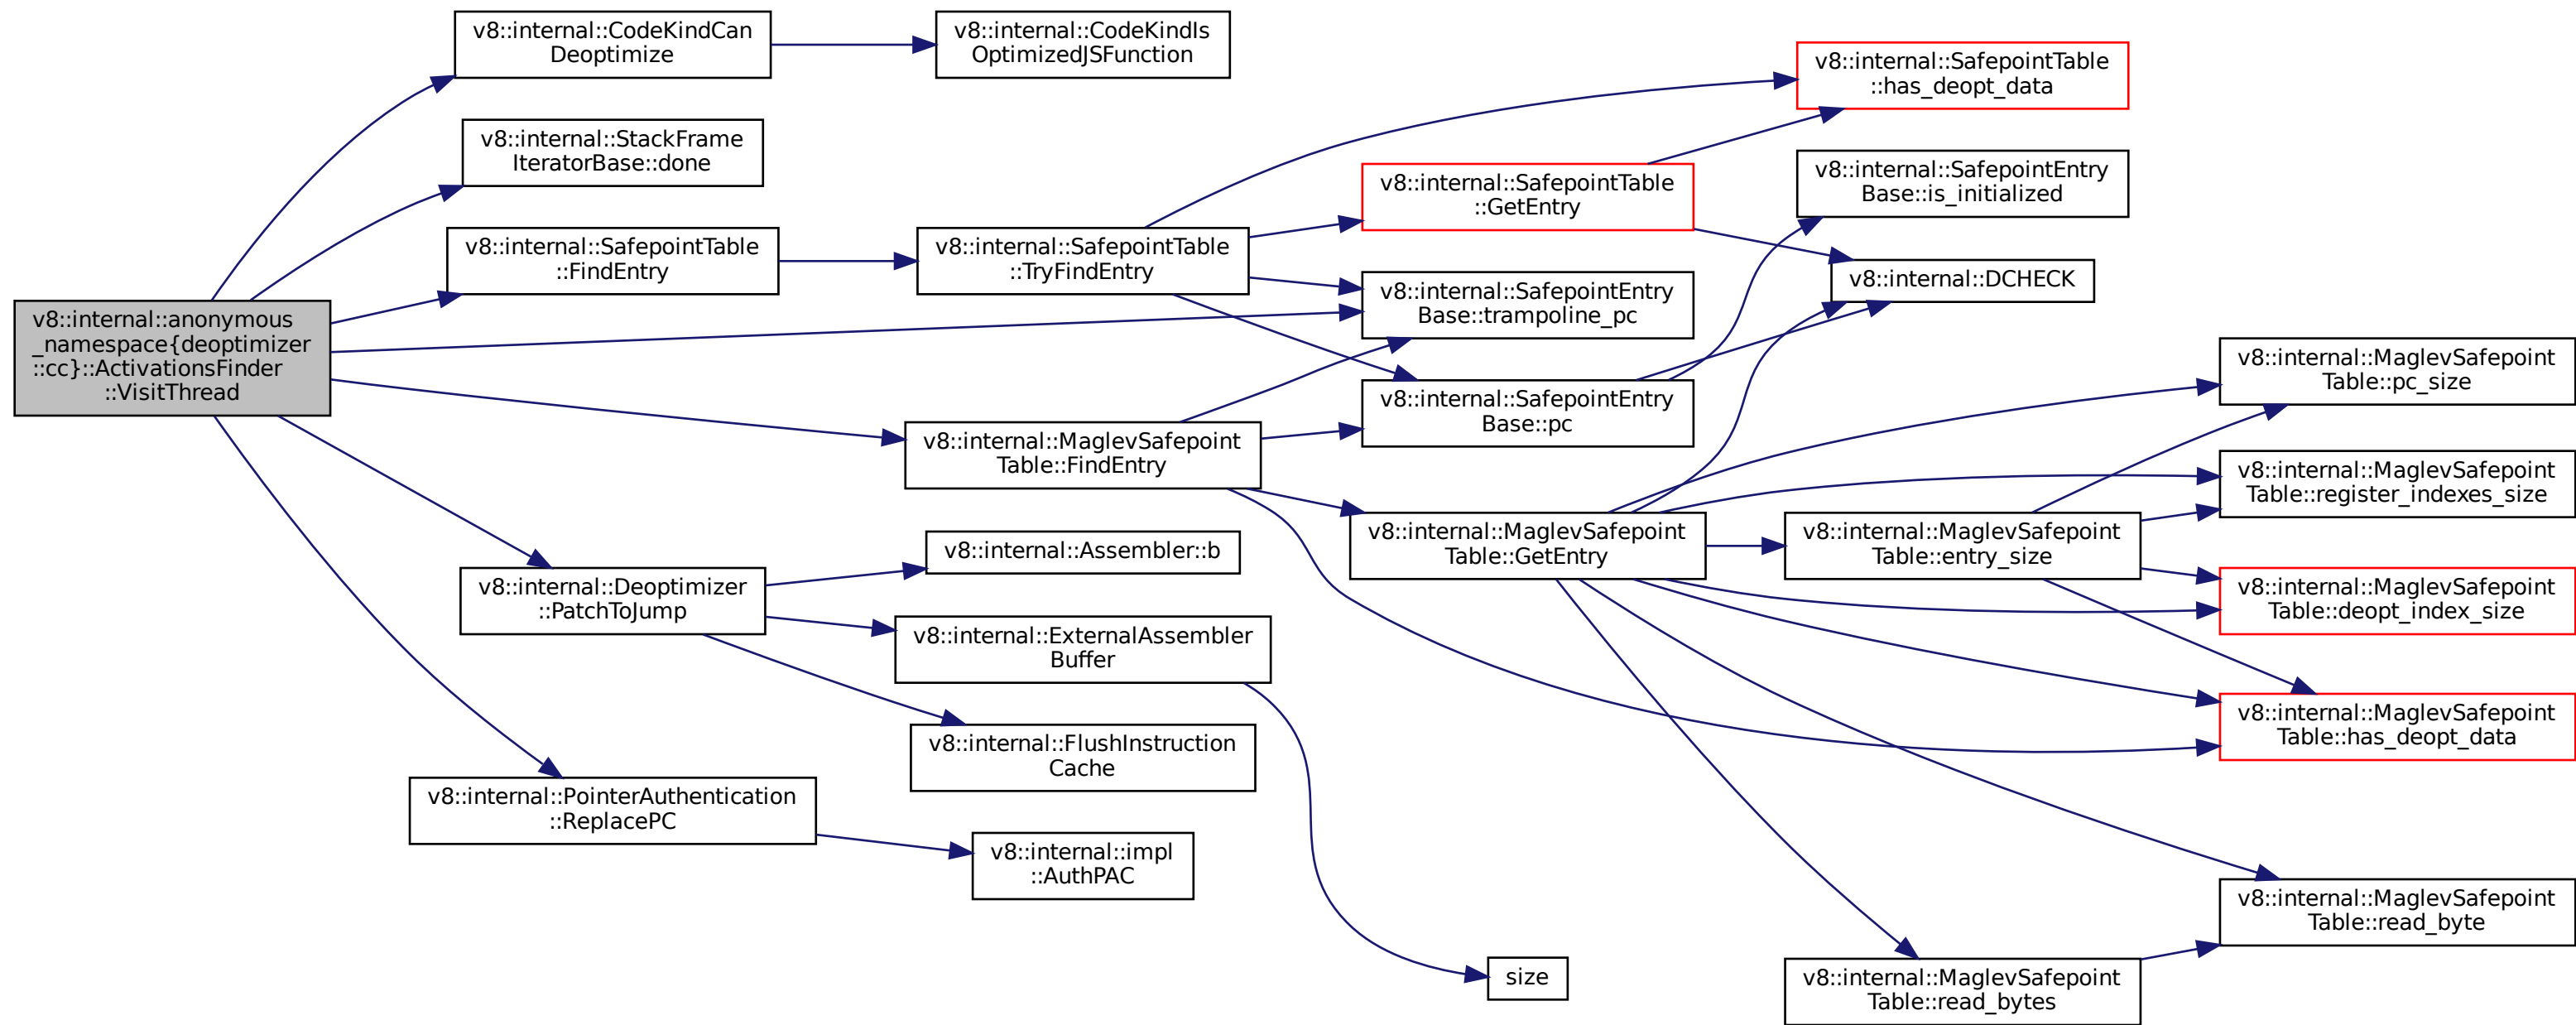 v8::internal::anonymous
_namespace{deoptimizer
::cc}::ActivationsFinder
::VisitThread
v8::internal::CodeKindCan
Deoptimize
v8::internal::CodeKindIs
OptimizedJSFunction
v8::internal::StackFrame
IteratorBase::done
v8::internal::SafepointTable
::FindEntry
v8::internal::SafepointTable
::TryFindEntry
v8::internal::SafepointTable
::has_deopt_data
v8::internal::SafepointTable
::GetEntry
v8::internal::SafepointEntry
Base::is_initialized
v8::internal::DCHECK
v8::internal::SafepointEntry
Base::trampoline_pc
v8::internal::SafepointEntry
Base::pc
v8::internal::MaglevSafepoint
Table::FindEntry
v8::internal::MaglevSafepoint
Table::GetEntry
v8::internal::MaglevSafepoint
Table::entry_size
v8::internal::MaglevSafepoint
Table::pc_size
v8::internal::MaglevSafepoint
Table::register_indexes_size
v8::internal::MaglevSafepoint
Table::deopt_index_size
v8::internal::MaglevSafepoint
Table::has_deopt_data
v8::internal::MaglevSafepoint
Table::read_byte
v8::internal::MaglevSafepoint
Table::read_bytes
v8::internal::Deoptimizer
::PatchToJump
v8::internal::Assembler::b
v8::internal::ExternalAssembler
Buffer
v8::internal::FlushInstruction
Cache
size
v8::internal::PointerAuthentication
::ReplacePC
v8::internal::impl
::AuthPAC